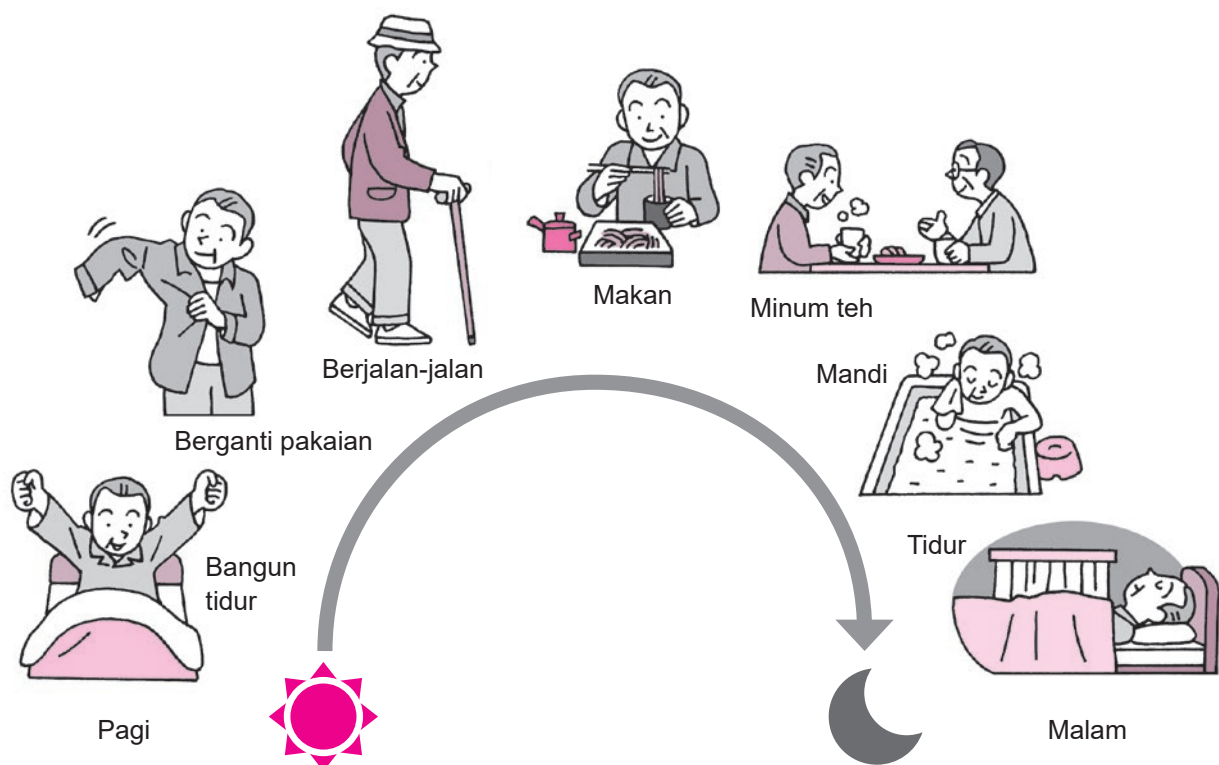 Pagi
Bangun
tidur
Berganti pakaian
Berjalan-jalan
Makan
Minum teh
Mandi
Tidur
Malam